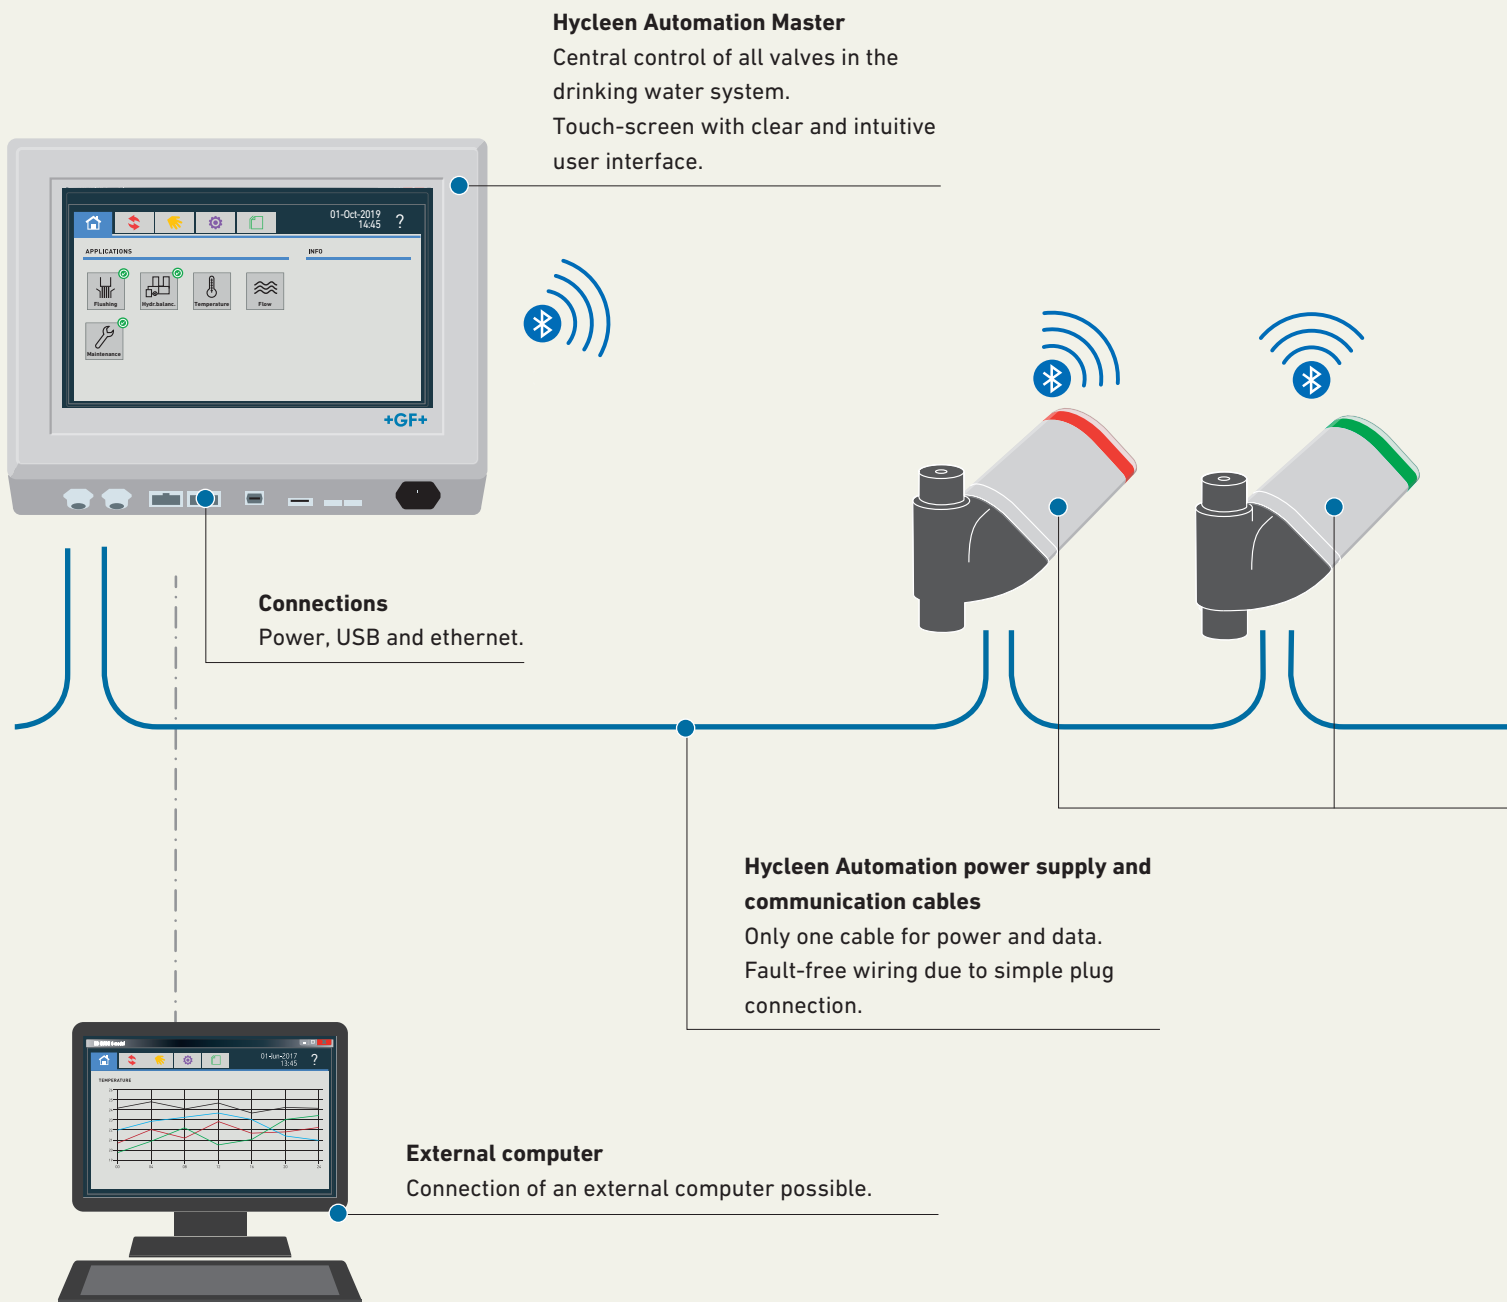 Hycleen Automation Master
Central control of all valves in the
drinking water system.
Touch-screen with clear and intuitive
user interface.
01-Oct-2019
14:45
?
APPLICATIONS
INFO
Flushing
Hydr.balanc.
Temperature
Flow
Maintenance
+GF+
Connections
Power, USB and ethernet.
Hycleen Automation power supply and
communication cables
Only one cable for power and data.
Fault-free wiring due to simple plug
connection.
01-Jun-2017
13:45
?
TEMPERATURE
External computer
Connection of an external computer possible.